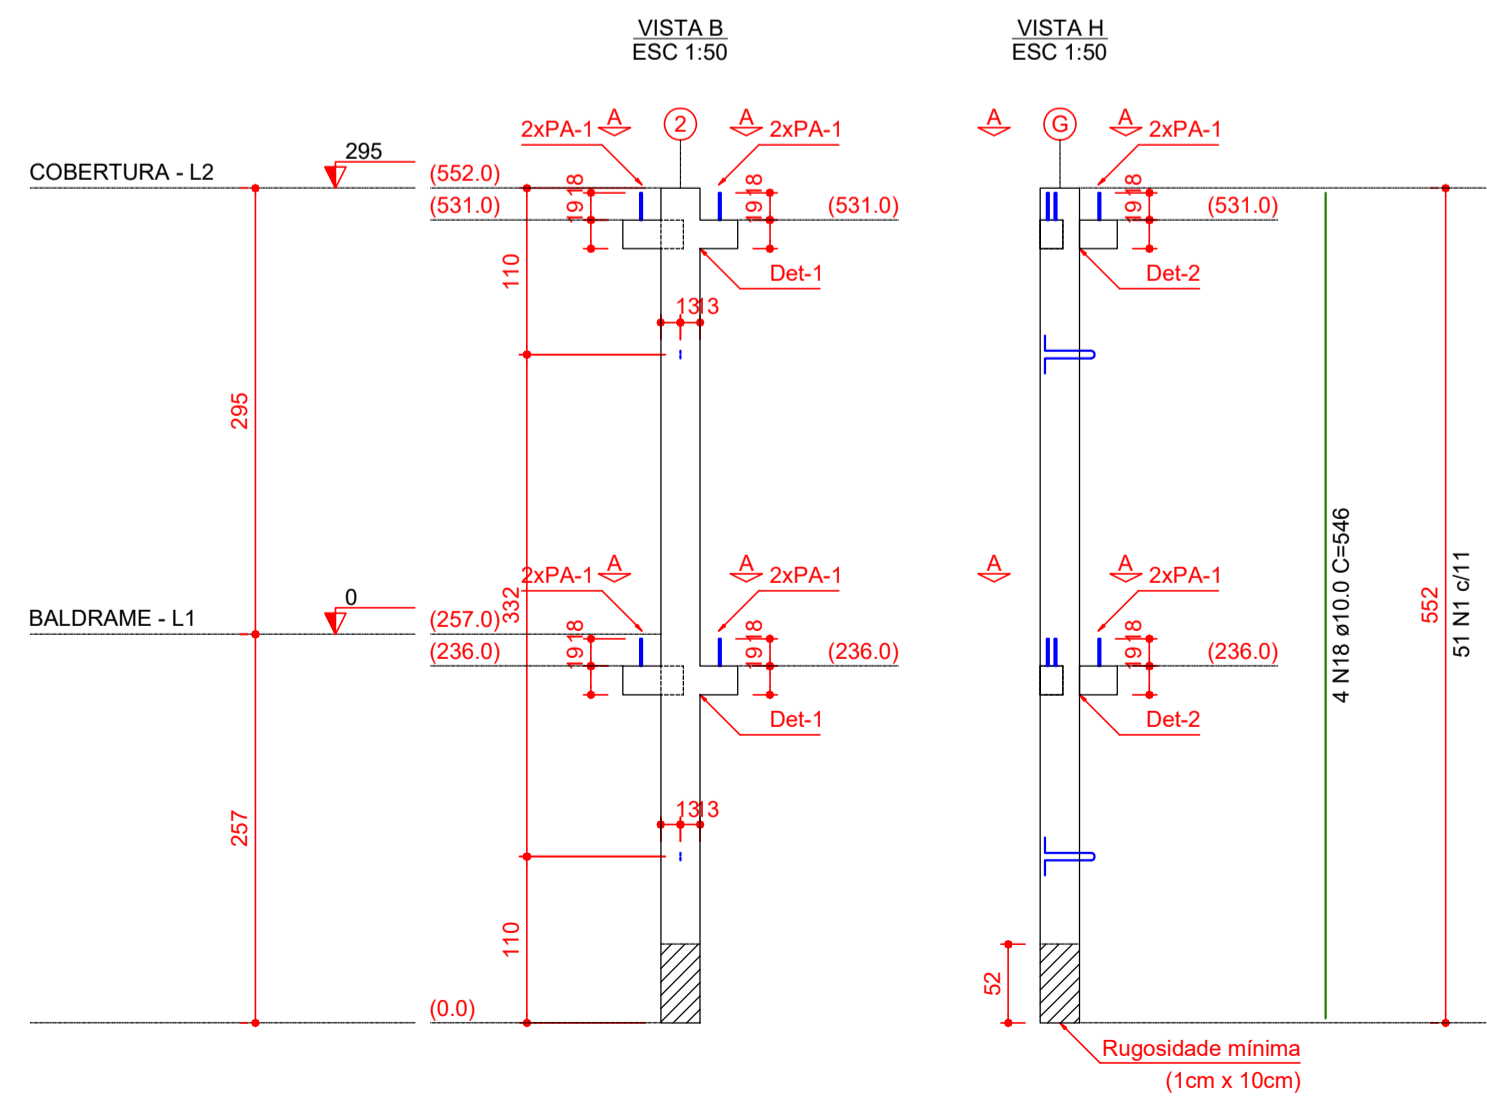 VISTA B
ESC 1:50
VISTA H
ESC 1:50
2xPA-1
A
2
A
2xPA-1
A
G
A
2xPA-1
COBERTURA - L2
295
(552.0)
(531.0)
18
19
18
19
(531.0)
18
19
(531.0)
110
Det-1
Det-2
13
13
295
2xPA-1
A
A
2xPA-1
A
A
2xPA-1
BALDRAME - L1
0
332
(257.0)
(236.0)
18
19
18
19
(236.0)
18
19
(236.0)
4 N18 ø10.0 C=546
552
51 N1 c/11
Det-1
Det-2
13
13
257
110
52
(0.0)
Rugosidade mínima
(1cm x 10cm)